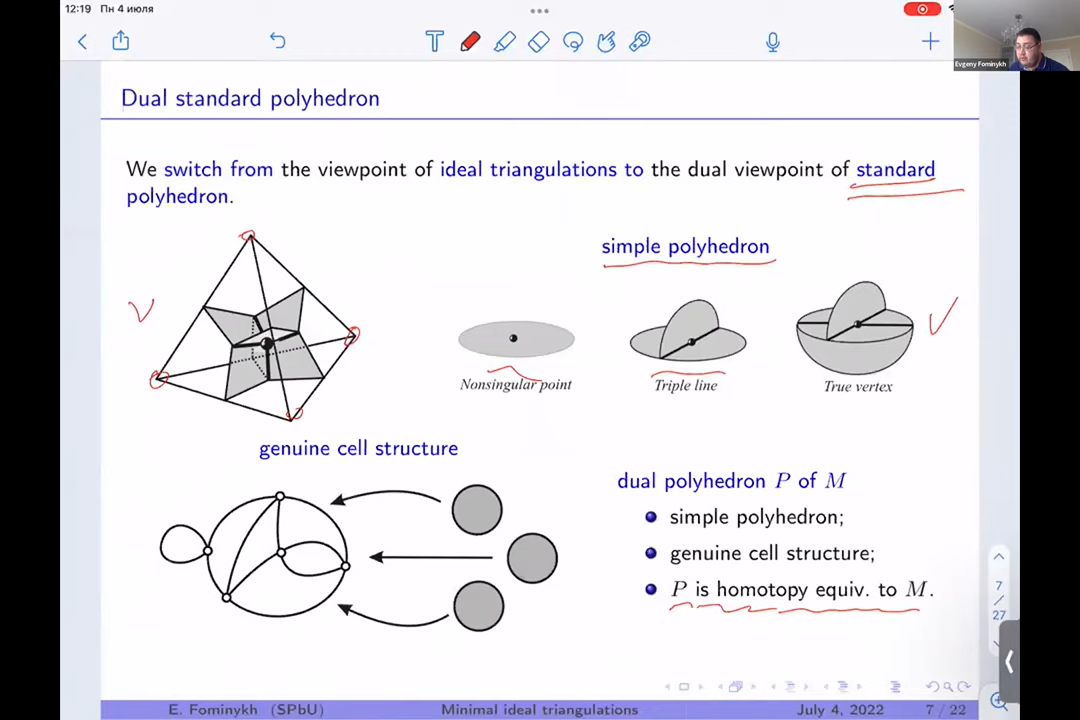 12:19 Пн 4 июля
Evgeny Fominykh
Dual standard polyhedron
We switch from the viewpoint of ideal triangulations to the dual viewpoint of standard
polyhedron.
simple polyhedron
Nonsingular point
Triple line
True vertex
genuine cell structure
dual polyhedron P of M
simple polyhedron;
genuine cell structure;
P is homotopy equiv. to M.
7
/
27
E. Fominykh (SPbU)
Minimal ideal triangulations
July 4, 2022
7 / 22